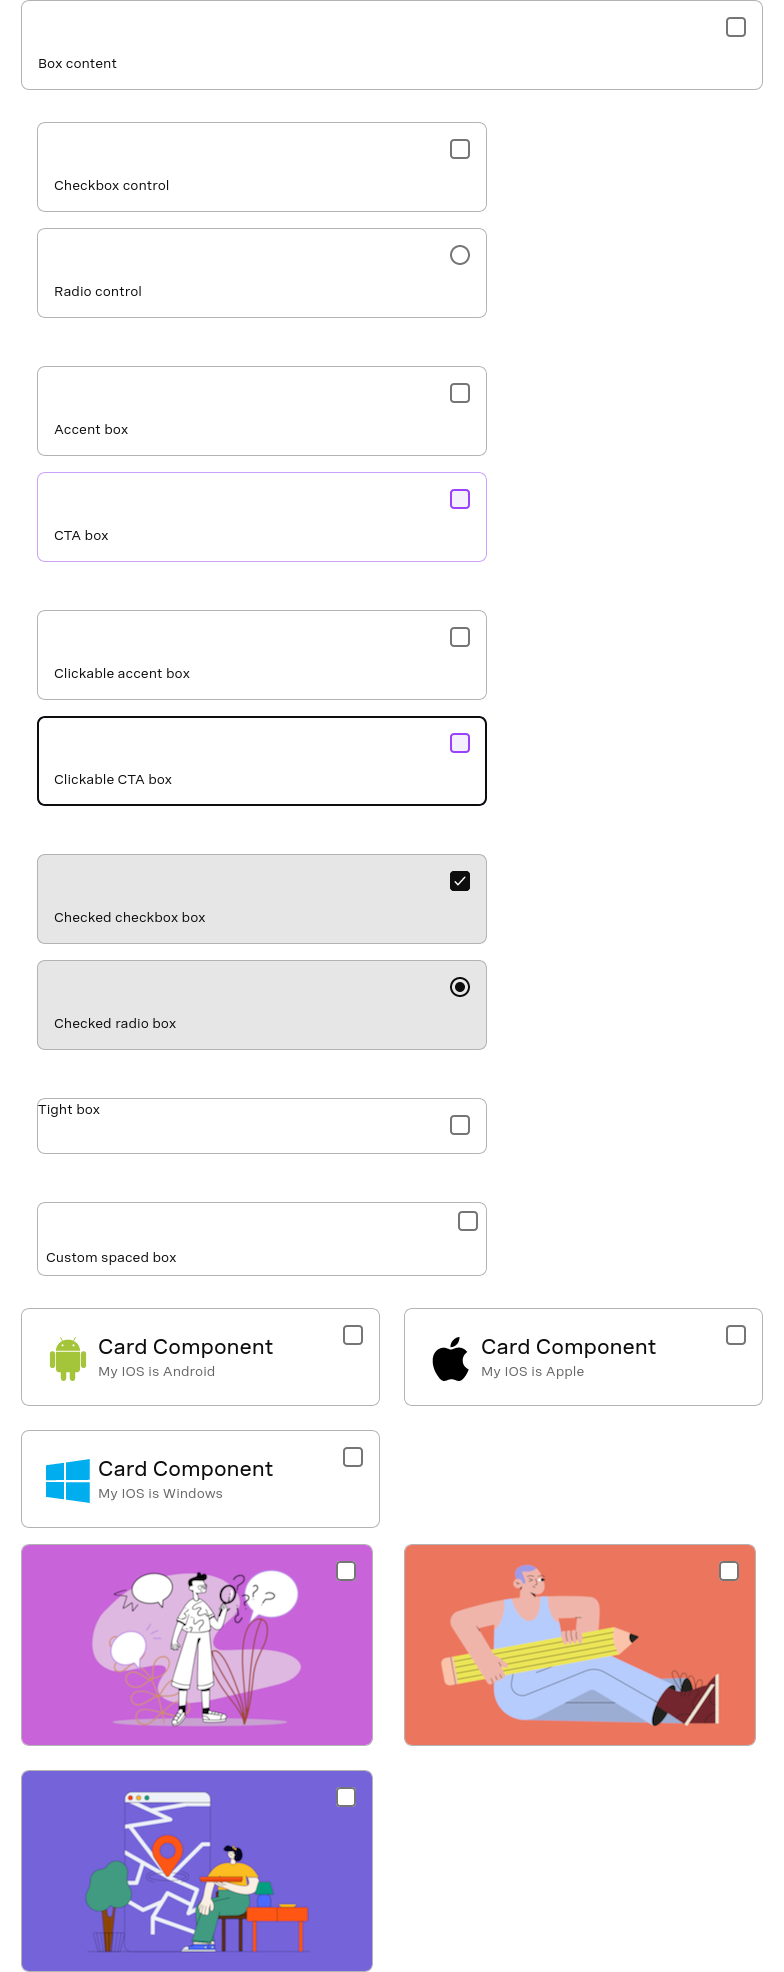 Box content
Checkbox control
Radio control
Accent box
CTA box
Clickable accent box
Clickable CTA box
Checked checkbox box
Checked radio box
Tight box
Custom spaced box
Card Component
My IOS is Android
Card Component
My IOS is Apple
Card Component
My IOS is Windows
? ? ?